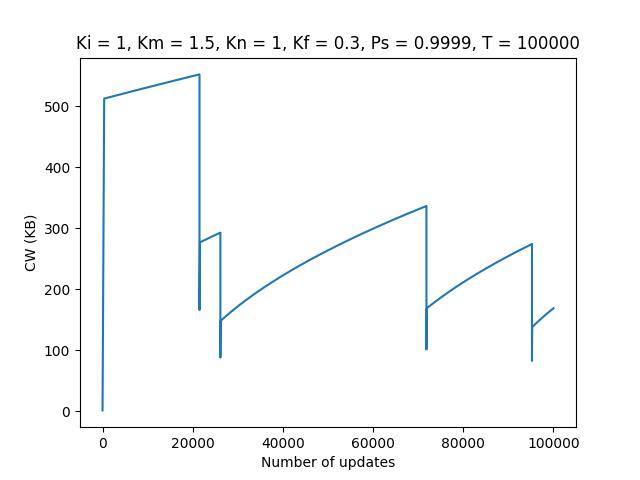 Ki = 1, Km = 1.5, Kn = 1, Kf = 0.3, Ps = 0.9999, T = 100000
500
400
300
200
100
0
CW (KB)
0 20000 40000 60000 80000 100000
Number of updates